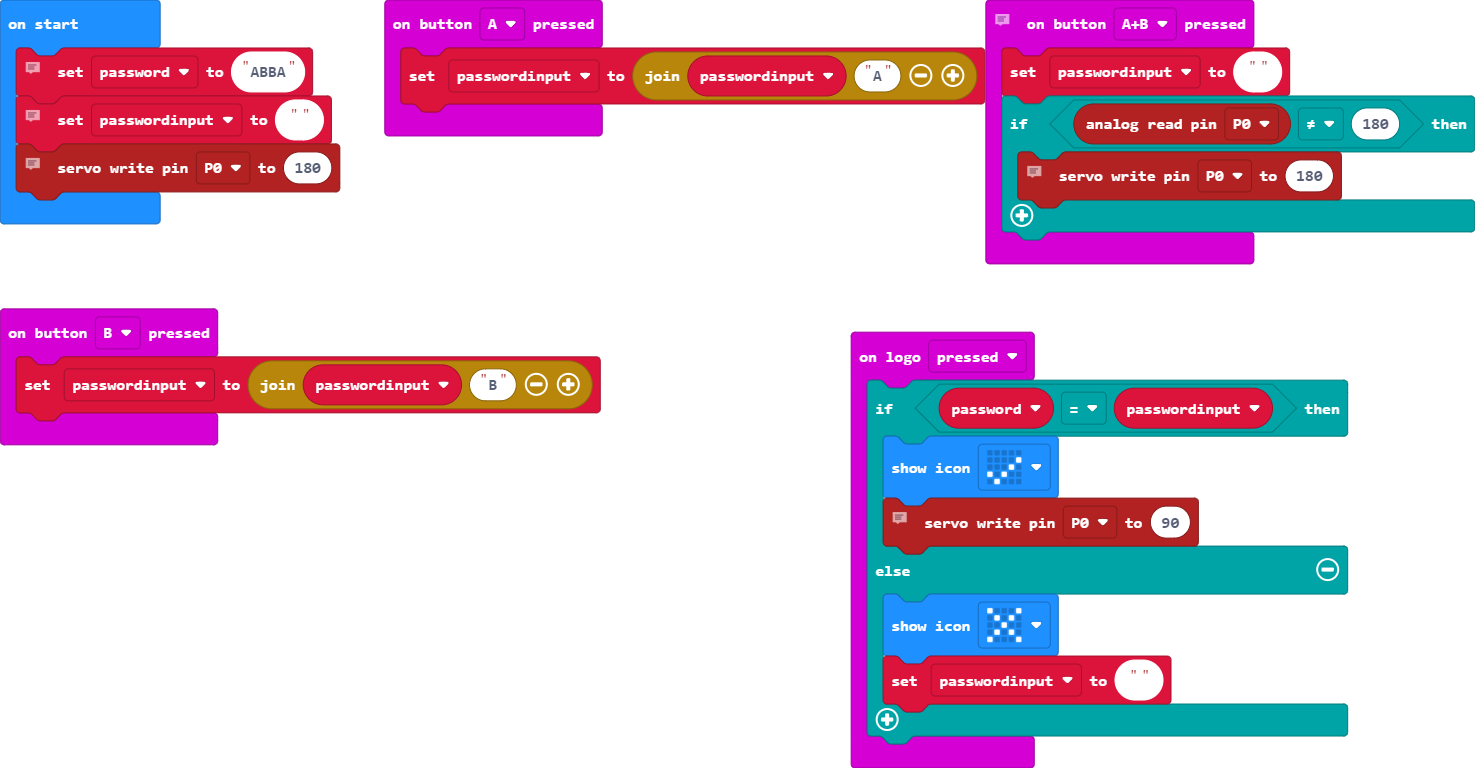 on start
set password to "ABBA"
set passwordinput to " "
servo write pin P0 to 180
on button A pressed
set passwordinput to join passwordinput "A"
on button A+B pressed
set passwordinput to " "
if analog read pin P0 ≠ 180 then
servo write pin P0 to 180
on button B pressed
set passwordinput to join passwordinput "B"
on logo pressed
if password = passwordinput then
show icon
servo write pin P0 to 90
else
show icon
set passwordinput to " "